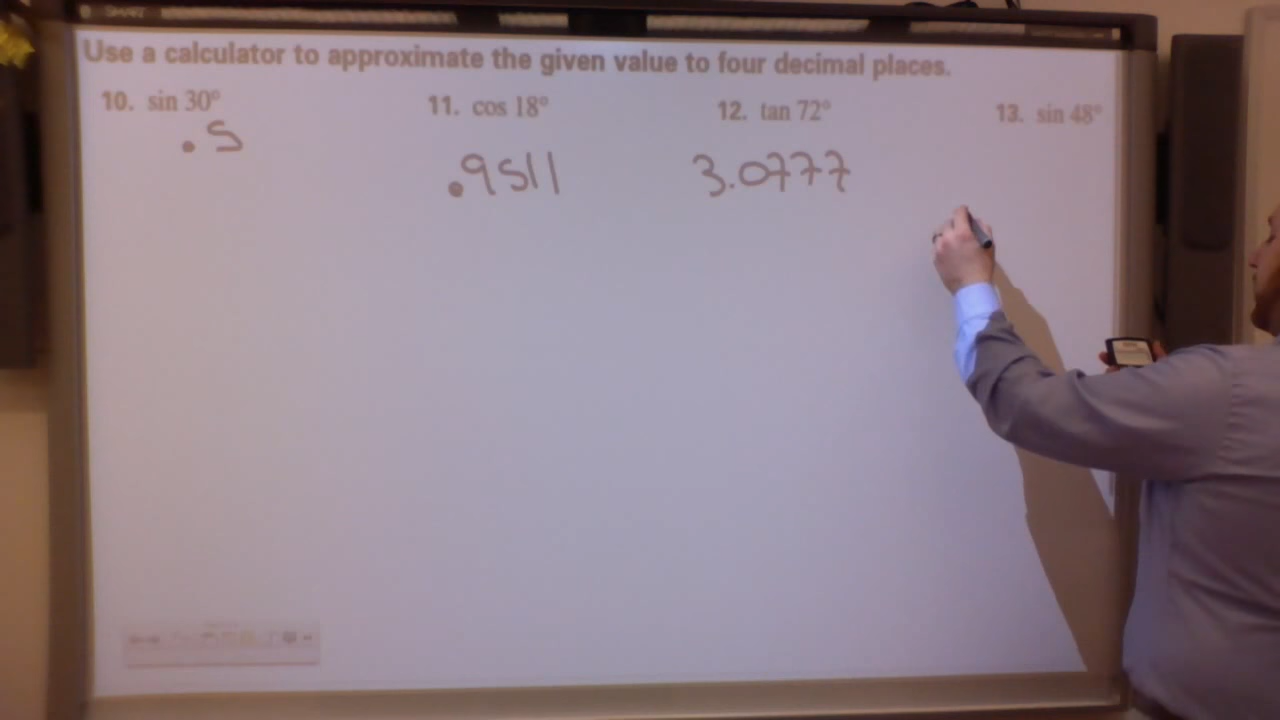 Use a calculator to approximate the given value to four decimal places.
10. sin 30° 11. cos 18° 12. tan 72° 13. sin 48°
.5 .9511 3.0777